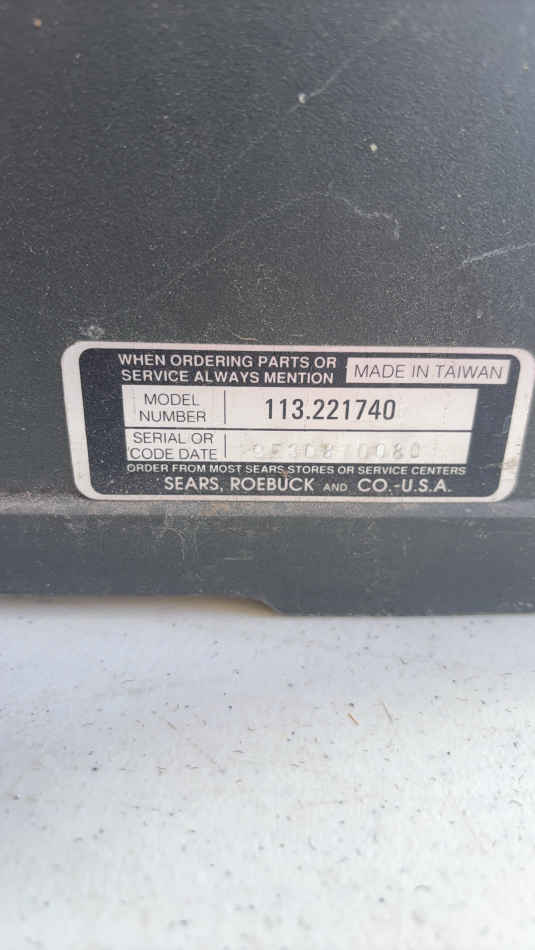 WHEN ORDERING PARTS OR
SERVICE ALWAYS MENTION
MADE IN TAIWAN
MODEL
NUMBER
113.221740
SERIAL OR
CODE DATE
ORDER FROM MOST SEARS STORES OR SERVICE CENTERS
SEARS, ROEBUCK AND CO.-U.S.A.